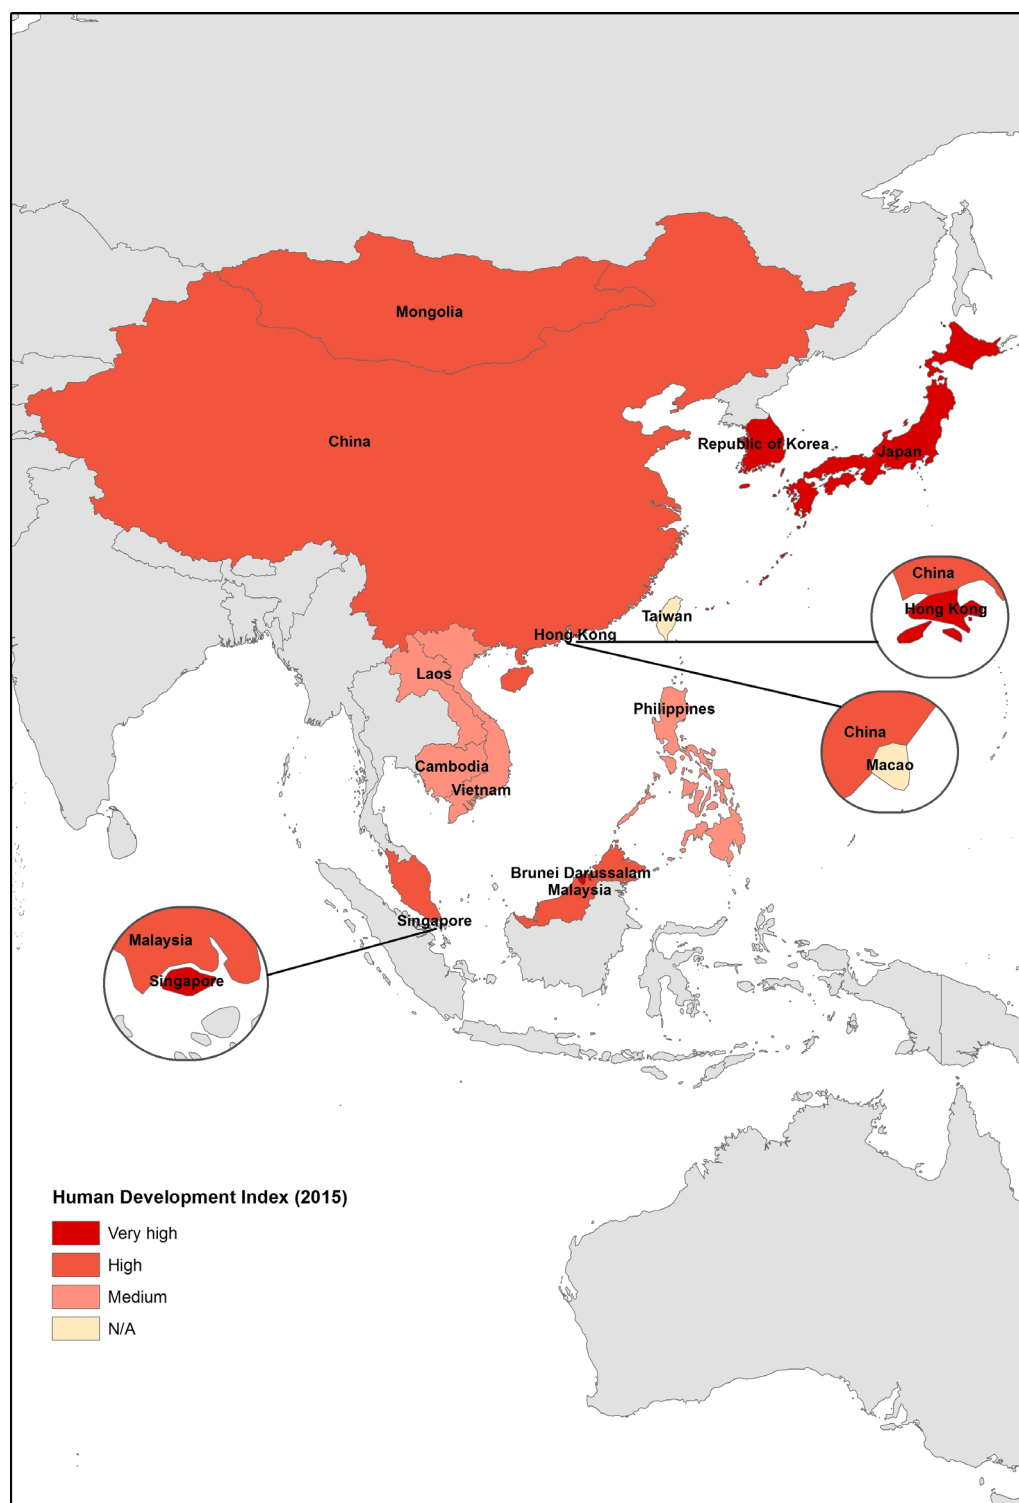 Mongolia
China
Republic of Korea
Japan
China
Hong Kong
Taiwan
Hong Kong
Laos
Philippines
China
Macao
Cambodia
Vietnam
Brunei Darussalam
Malaysia
Singapore
Malaysia
Singapore
Human Development Index (2015)
Very high
High
Medium
N/A